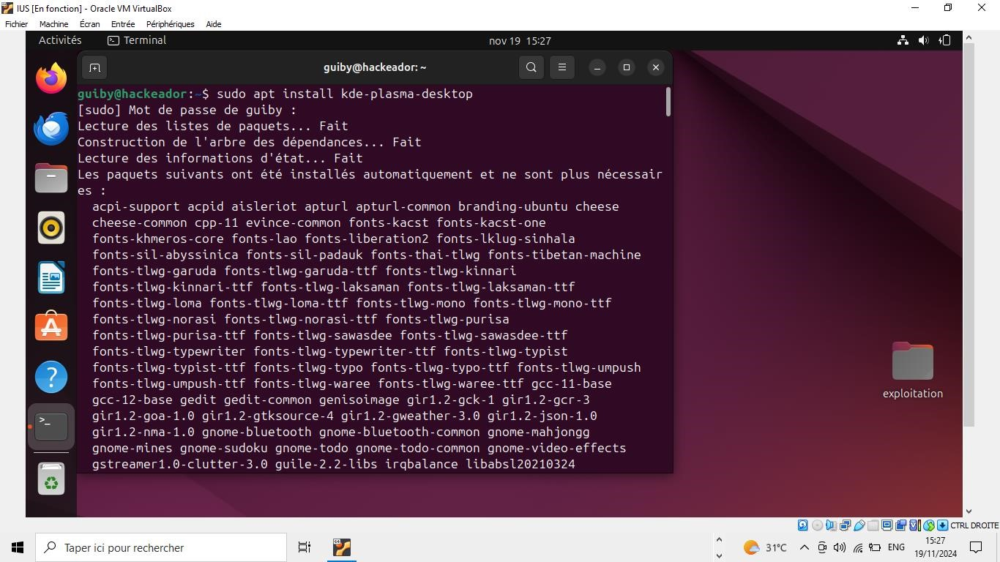 IUS [En fonction] - Oracle VM VirtualBox
Fichier Machine Écran Entrée Périphériques Aide
Activités Terminal nov 19 15:27
guiby@hackeador: ~
guiby@hackeador:~$ sudo apt install kde-plasma-desktop
[sudo] Mot de passe de guiby :
Lecture des listes de paquets... Fait
Construction de l'arbre des dépendances... Fait
Lecture des informations d'état... Fait
Les paquets suivants ont été installés automatiquement et ne sont plus nécessair
es :
acpi-support acpid aisleriot apturl apturl-common branding-ubuntu cheese
cheese-common cpp-11 evince-common fonts-kacst fonts-kacst-one
fonts-khmeros-core fonts-lao fonts-liberation2 fonts-lklug-sinhala
fonts-sil-abyssinica fonts-sil-padauk fonts-thai-tlwg fonts-tibetan-machine
fonts-tlwg-garuda fonts-tlwg-garuda-ttf fonts-tlwg-kinnari
fonts-tlwg-kinnari-ttf fonts-tlwg-laksaman fonts-tlwg-laksaman-ttf
fonts-tlwg-loma fonts-tlwg-loma-ttf fonts-tlwg-mono fonts-tlwg-mono-ttf
fonts-tlwg-norasi fonts-tlwg-norasi-ttf fonts-tlwg-purisa
fonts-tlwg-purisa-ttf fonts-tlwg-sawasdee fonts-tlwg-sawasdee-ttf
fonts-tlwg-typewriter fonts-tlwg-typewriter-ttf fonts-tlwg-typist
fonts-tlwg-typist-ttf fonts-tlwg-typo fonts-tlwg-typo-ttf fonts-tlwg-umpush
fonts-tlwg-umpush-ttf fonts-tlwg-waree fonts-tlwg-waree-ttf gcc-11-base
gcc-12-base gedit gedit-common genisoimage gir1.2-gck-1 gir1.2-gcr-3
gir1.2-goa-1.0 gir1.2-gtksource-4 gir1.2-gweather-3.0 gir1.2-json-1.0
gir1.2-nma-1.0 gnome-bluetooth gnome-bluetooth-common gnome-mahjongg
gnome-mines gnome-sudoku gnome-todo gnome-todo-common gnome-video-effects
gstreamer1.0-clutter-3.0 guile-2.2-libs irqbalance libabsl20210324
exploitation
CTRL DROITE
Taper ici pour rechercher
31°C
ENG
15:27
19/11/2024